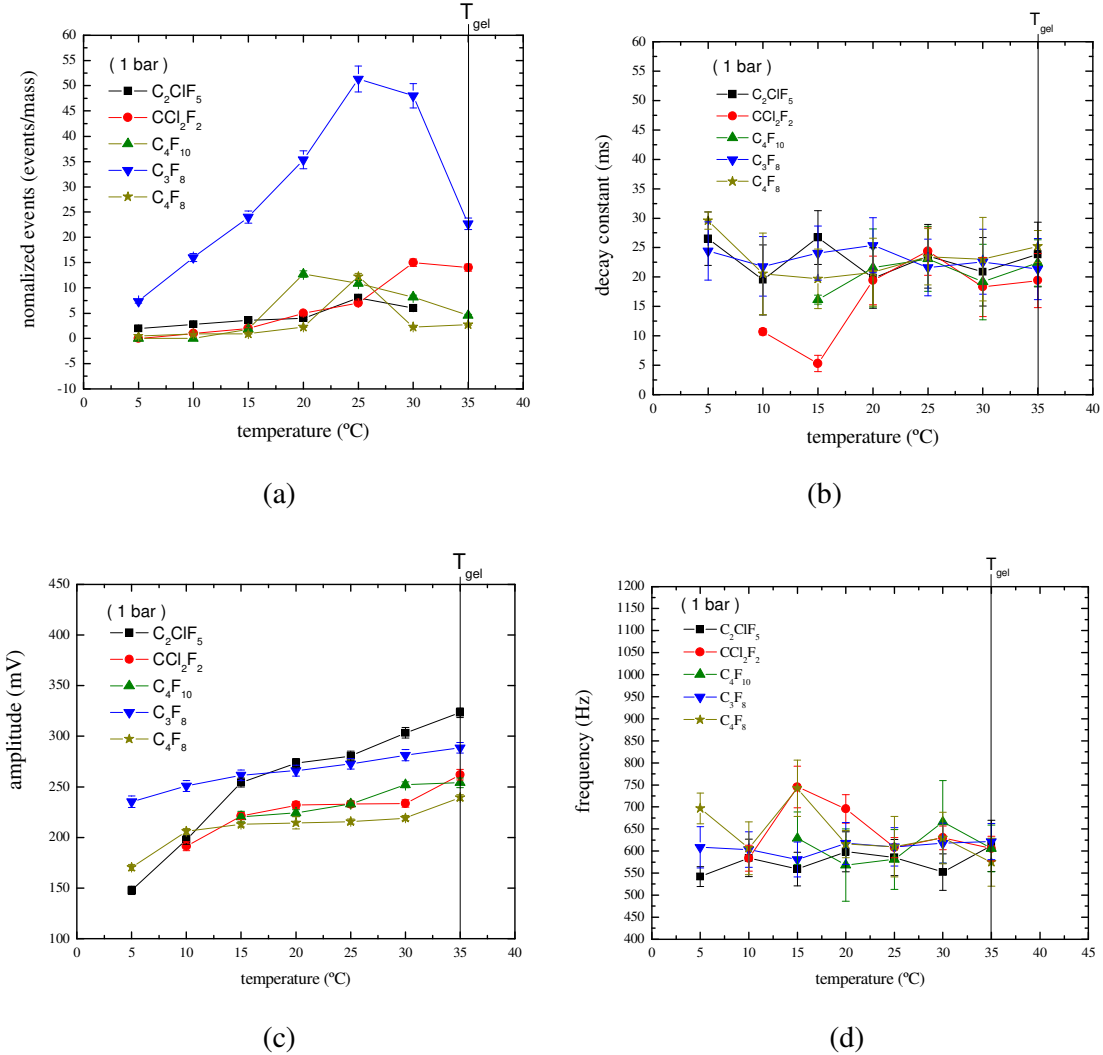 T_gel
60
55
50
45
40
35
30
25
20
15
10
5
0
-5
-10
nomalized events (events/mass)
( 1 bar )
C₂ClF₅
CCl₂F₂
C₄F₁₀
C₃F₈
C₄F₈
0 5 10 15 20 25 30 35 40
temperature (ºC)
(a)
T_gel
60
55
50
45
40
35
30
25
20
15
10
5
0
decay constant (ms)
( 1 bar )
C₂ClF₅
CCl₂F₂
C₄F₁₀
C₃F₈
C₄F₈
0 5 10 15 20 25 30 35 40
temperature (ºC)
(b)
T_gel
450
400
350
300
250
200
150
100
amplitude (mV)
( 1 bar )
C₂ClF₅
CCl₂F₂
C₄F₁₀
C₃F₈
C₄F₈
0 5 10 15 20 25 30 35 40
temperature (ºC)
(c)
T_gel
1200
1150
1100
1050
1000
950
900
850
800
750
700
650
600
550
500
450
400
frequency (Hz)
( 1 bar )
C₂ClF₅
CCl₂F₂
C₄F₁₀
C₃F₈
C₄F₈
0 5 10 15 20 25 30 35 40 45
temperature (ºC)
(d)